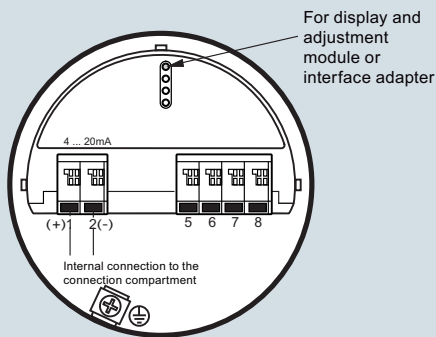 For display and
adjustment
module or
interface adapter
4 ... 20mA
(+)1 2(-) 5 6 7 8
Internal connection to the
connection compartment